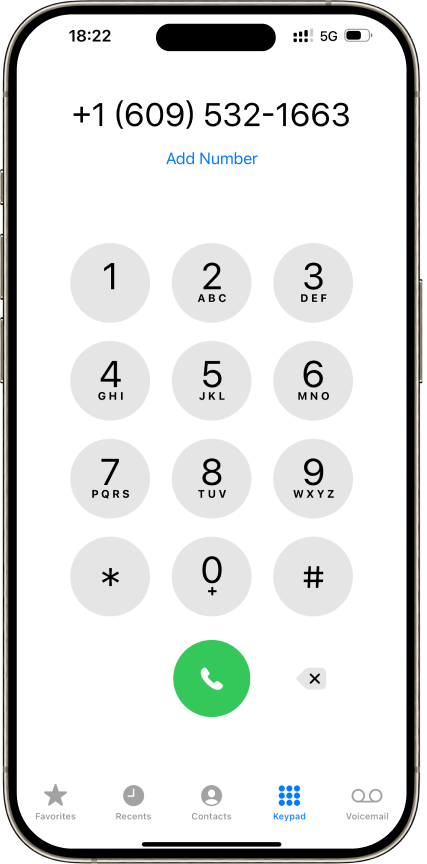 18:22 5G
+1 (609) 532-1663
Add Number
1 2 3
ABC DEF
4 5 6
GHI JKL MNO
7 8 9
PQRS TUV WXYZ
* 0 #
+
Favorites Recents Contacts Keypad Voicemail